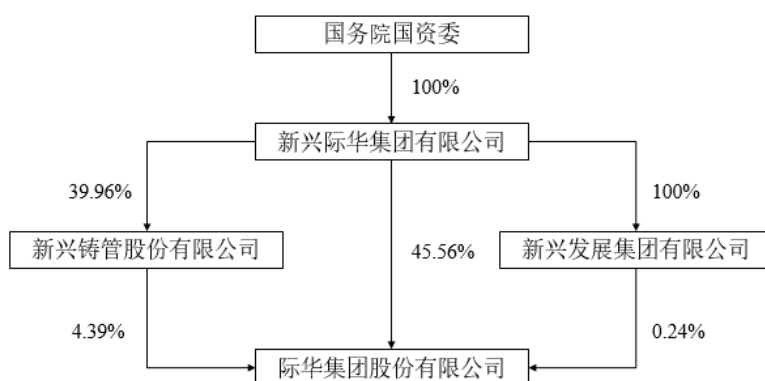 国务院国资委
100%
新兴际华集团有限公司
39.96%
100%
新兴铸管股份有限公司
45.56%
新兴发展集团有限公司
4.39%
0.24%
际华集团股份有限公司